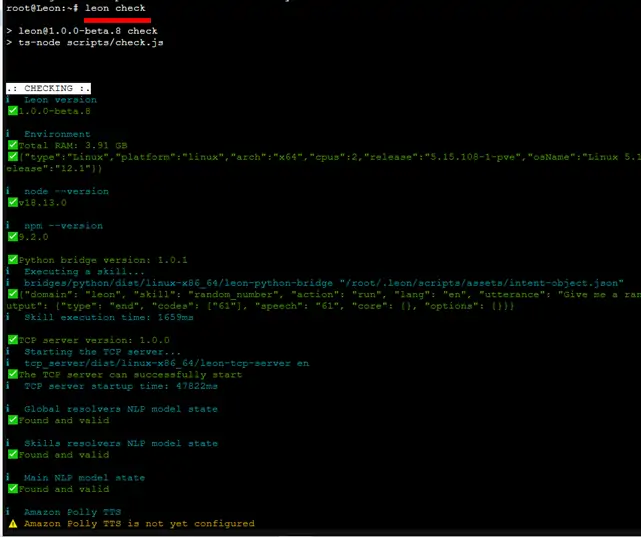 root@Leon:~# leon check
> leon@1.0.0-beta.8 check
> ts-node scripts/check.js
.: CHECKING :.
i Leon version
✅1.0.0-beta.8
i Environment
✅Total RAM: 3.91 GB
✅{"type":"Linux","platform":"linux","arch":"x64","cpus":2,"release":"5.15.108-1-pve","osName":"Linux 5.1
elease":"12.1"}}
i node --version
✅v18.13.0
i npm --version
✅9.2.0
✅Python bridge version: 1.0.1
i Executing a skill...
i bridges/python/dist/linux-x86_64/leon-python-bridge "/root/.leon/scripts/assets/intent-object.json"
✅{"domain": "leon", "skill": "random_number", "action": "run", "lang": "en", "utterance": "Give me a ran
utput": {"type": "end", "codes": ["61"], "speech": "61", "core": {}, "options": {}}}
i Skill execution time: 1659ms
✅TCP server version: 1.0.0
i Starting the TCP server...
i tcp_server/dist/linux-x86_64/leon-tcp-server en
✅The TCP server can successfully start
i TCP server startup time: 47822ms
i Global resolvers NLP model state
✅Found and valid
i Skills resolvers NLP model state
✅Found and valid
i Main NLP model state
✅Found and valid
i Amazon Polly TTS
⚠ Amazon Polly TTS is not yet configured